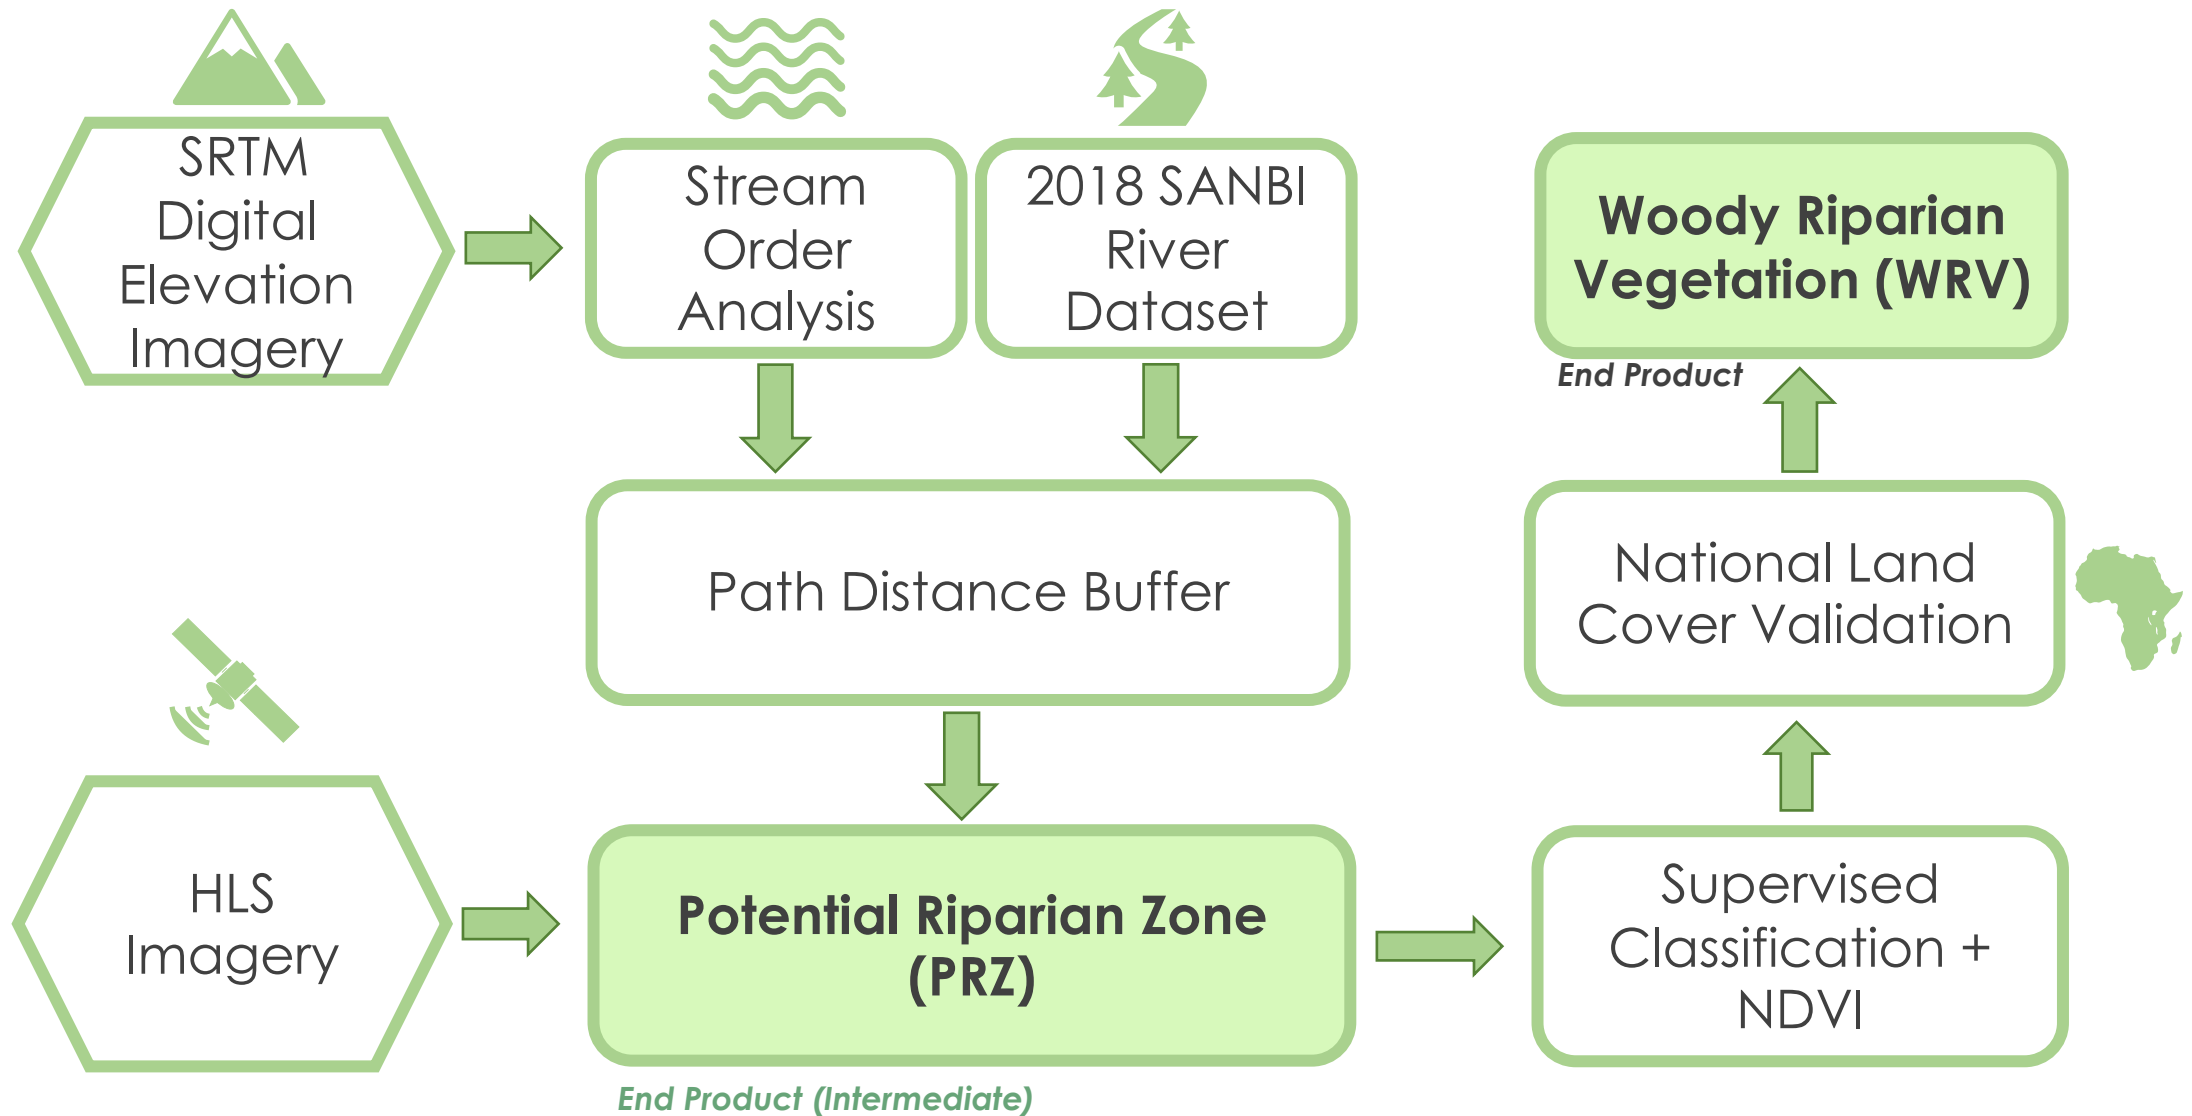 SRTM
Digital
Elevation
Imagery
Stream
Order
Analysis
2018 SANBI
River
Dataset
Woody Riparian
Vegetation (WRV)
End Product
Path Distance Buffer
National Land
Cover Validation
HLS
Imagery
Potential Riparian Zone
(PRZ)
End Product (Intermediate)
Supervised
Classification +
NDVI